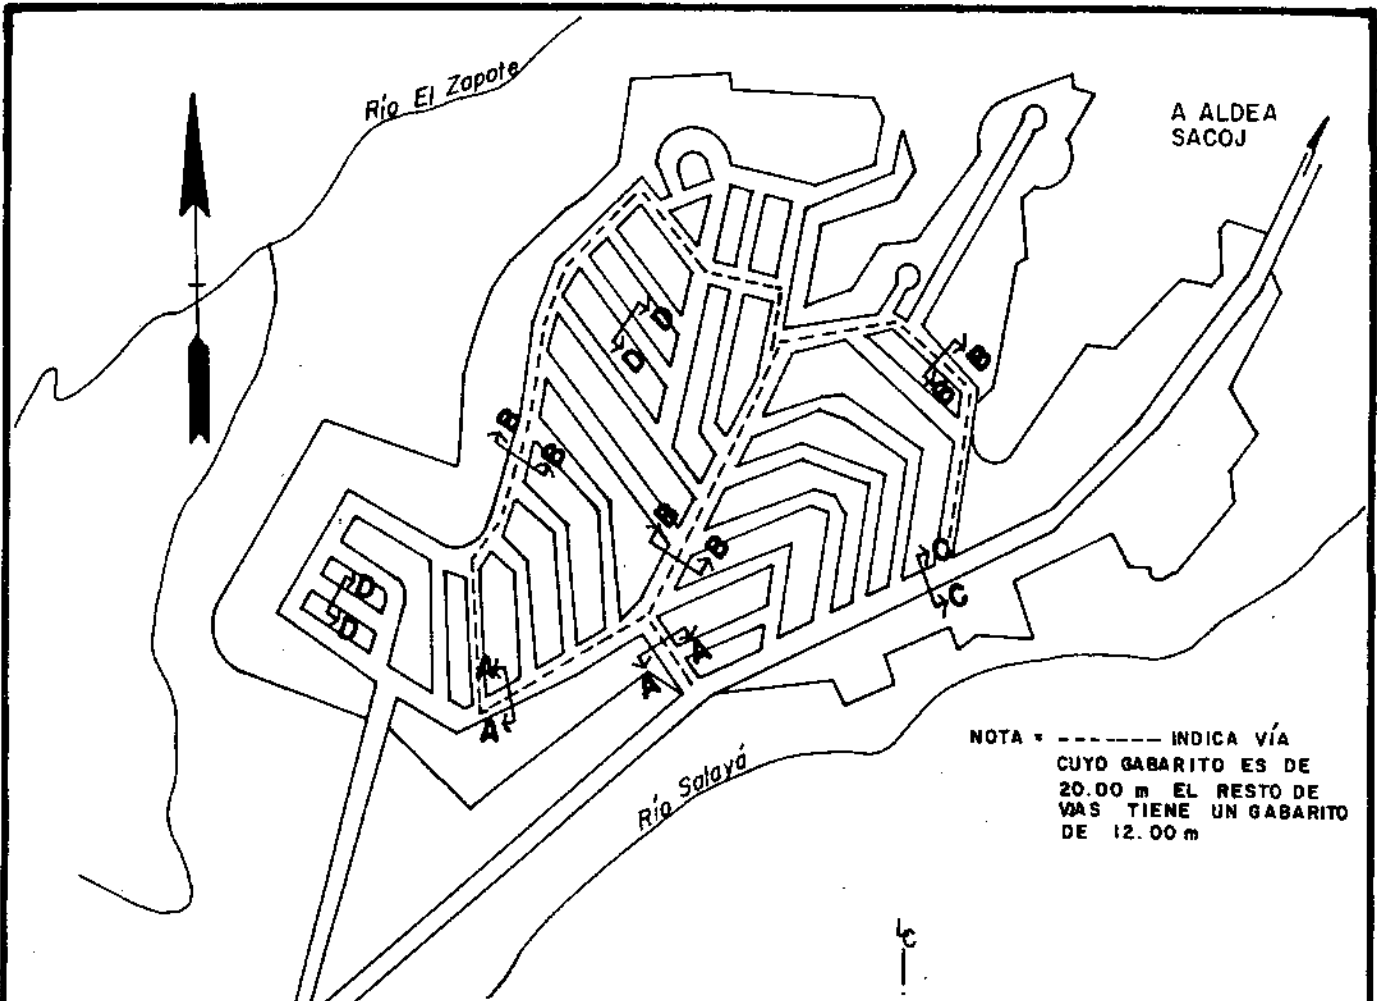 Río El Zapote
A ALDEA
SACOJ
D
D
B
B
B
B
B
B
D
D
C
C
A
A
A
A
Río Salayá
NOTA = ------- INDICA VÍA
CUYO GABARITO ES DE
20.00 m EL RESTO DE
VIAS TIENE UN GABARITO
DE 12.00 m
LC